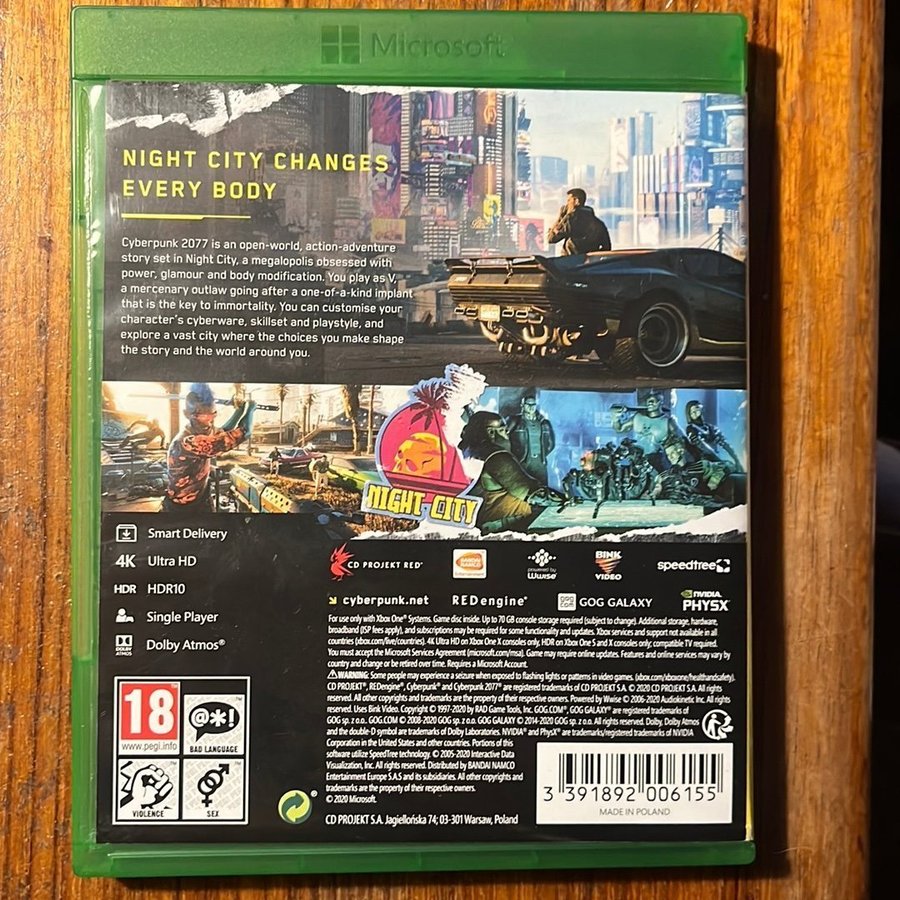 Microsoft
NIGHT CITY CHANGES
EVERY BODY
Cyberpunk 2077 is an open-world, action-adventure
story set in Night City, a megalopolis obsessed with
power, glamour and body modification. You play as V,
a mercenary outlaw going after a one-of-a-kind implant
that is the key to immortality. You can customise your
character's cyberware, skillset and playstyle, and
explore a vast city where the choices you make shape
the story and the world around you.
NIGHT CITY
Smart Delivery
4K Ultra HD
HDR HDR10
Single Player
DOLBY ATMOS Dolby Atmos®
CD PROJEKT RED®
BANDAI NAMCO Entertainment
powered by Wwise
BINK VIDEO
speedtree
cyberpunk.net
REDengine®
gog.com GOG GALAXY
NVIDIA. PHYSX
For use only with Xbox One® Systems. Game disc inside. Up to 70 GB console storage required (subject to change). Additional storage, hardware,
broadband (ISP fees apply), and subscriptions may be required for some functionality and updates. Xbox services and support not available in all
countries (xbox.com/live/countries). 4K Ultra HD on Xbox One X consoles only, HDR on Xbox One S and X consoles only; compatible TV required.
You must accept the Microsoft Services Agreement (microsoft.com/msa). Game may require online updates. Features and online services may vary by
country and change or be retired over time. Requires a Microsoft Account.
⚠WARNING: Some people may experience a seizure when exposed to flashing lights or patterns in video games. (xbox.com/xboxone/healthandsafety).
CD PROJEKT®, REDengine®, Cyberpunk® and Cyberpunk 2077® are registered trademarks of CD PROJEKT S.A. © 2020 CD PROJEKT S.A. All rights
reserved. All other copyrights and trademarks are the property of their respective owners. Powered by Wwise © 2006-2020 Audiokinetic Inc. All rights
reserved. Uses Bink Video. Copyright © 1997-2020 by RAD Game Tools, Inc. GOG.COM®, GOG GALAXY® are registered trademarks of
GOG sp. z o.o. GOG.COM © 2008-2020 GOG sp. z o.o. GOG GALAXY © 2014-2020 GOG sp. z o.o. All rights reserved. Dolby, Dolby Atmos
and the double-D symbol are trademarks of Dolby Laboratories. NVIDIA® and PhysX® are trademarks/registered trademarks of NVIDIA
Corporation in the United States and other countries. Portions of this
software utilize SpeedTree technology. © 2005-2020 Interactive Data
Visualization, Inc. All rights reserved. Distributed by BANDAI NAMCO
Entertainment Europe S.A.S and its subsidiaries. All other copyrights and
trademarks are the property of their respective owners.
© 2020 Microsoft.
CD PROJEKT S.A. Jagiellońska 74; 03-301 Warsaw, Poland
18
www.pegi.info
@*!
BAD LANGUAGE
VIOLENCE
SEX
3 391892 006155
MADE IN POLAND